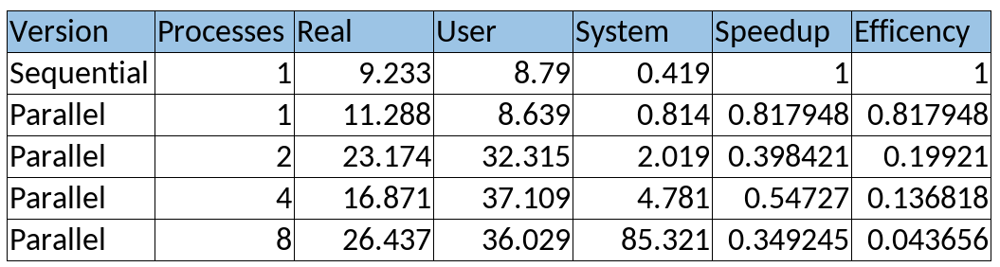 Version Processes Real User System Speedup Efficency
Sequential 1 9.233 8.79 0.419 1 1
Parallel 1 11.288 8.639 0.814 0.817948 0.817948
Parallel 2 23.174 32.315 2.019 0.398421 0.19921
Parallel 4 16.871 37.109 4.781 0.54727 0.136818
Parallel 8 26.437 36.029 85.321 0.349245 0.043656